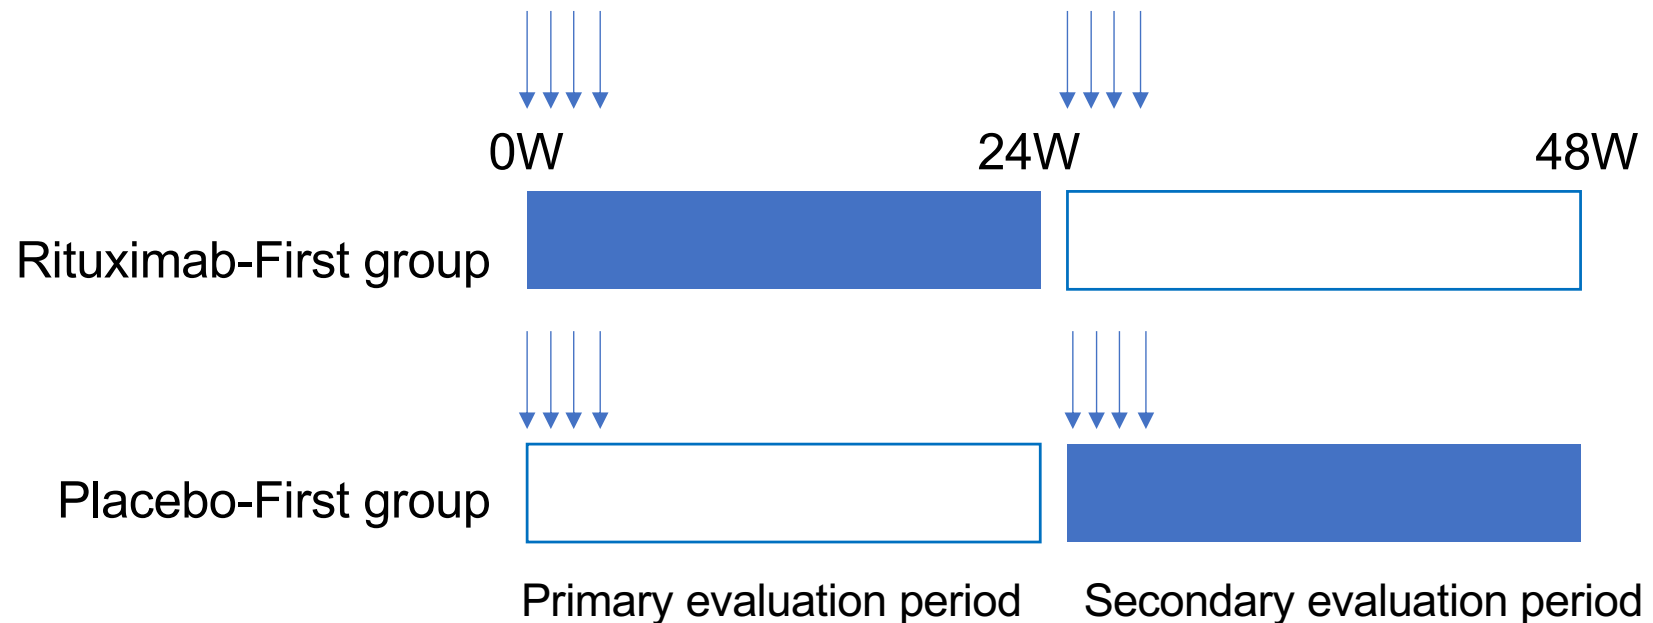 0W 24W 48W
Rituximab-First group
Placebo-First group
Primary evaluation period Secondary evaluation period